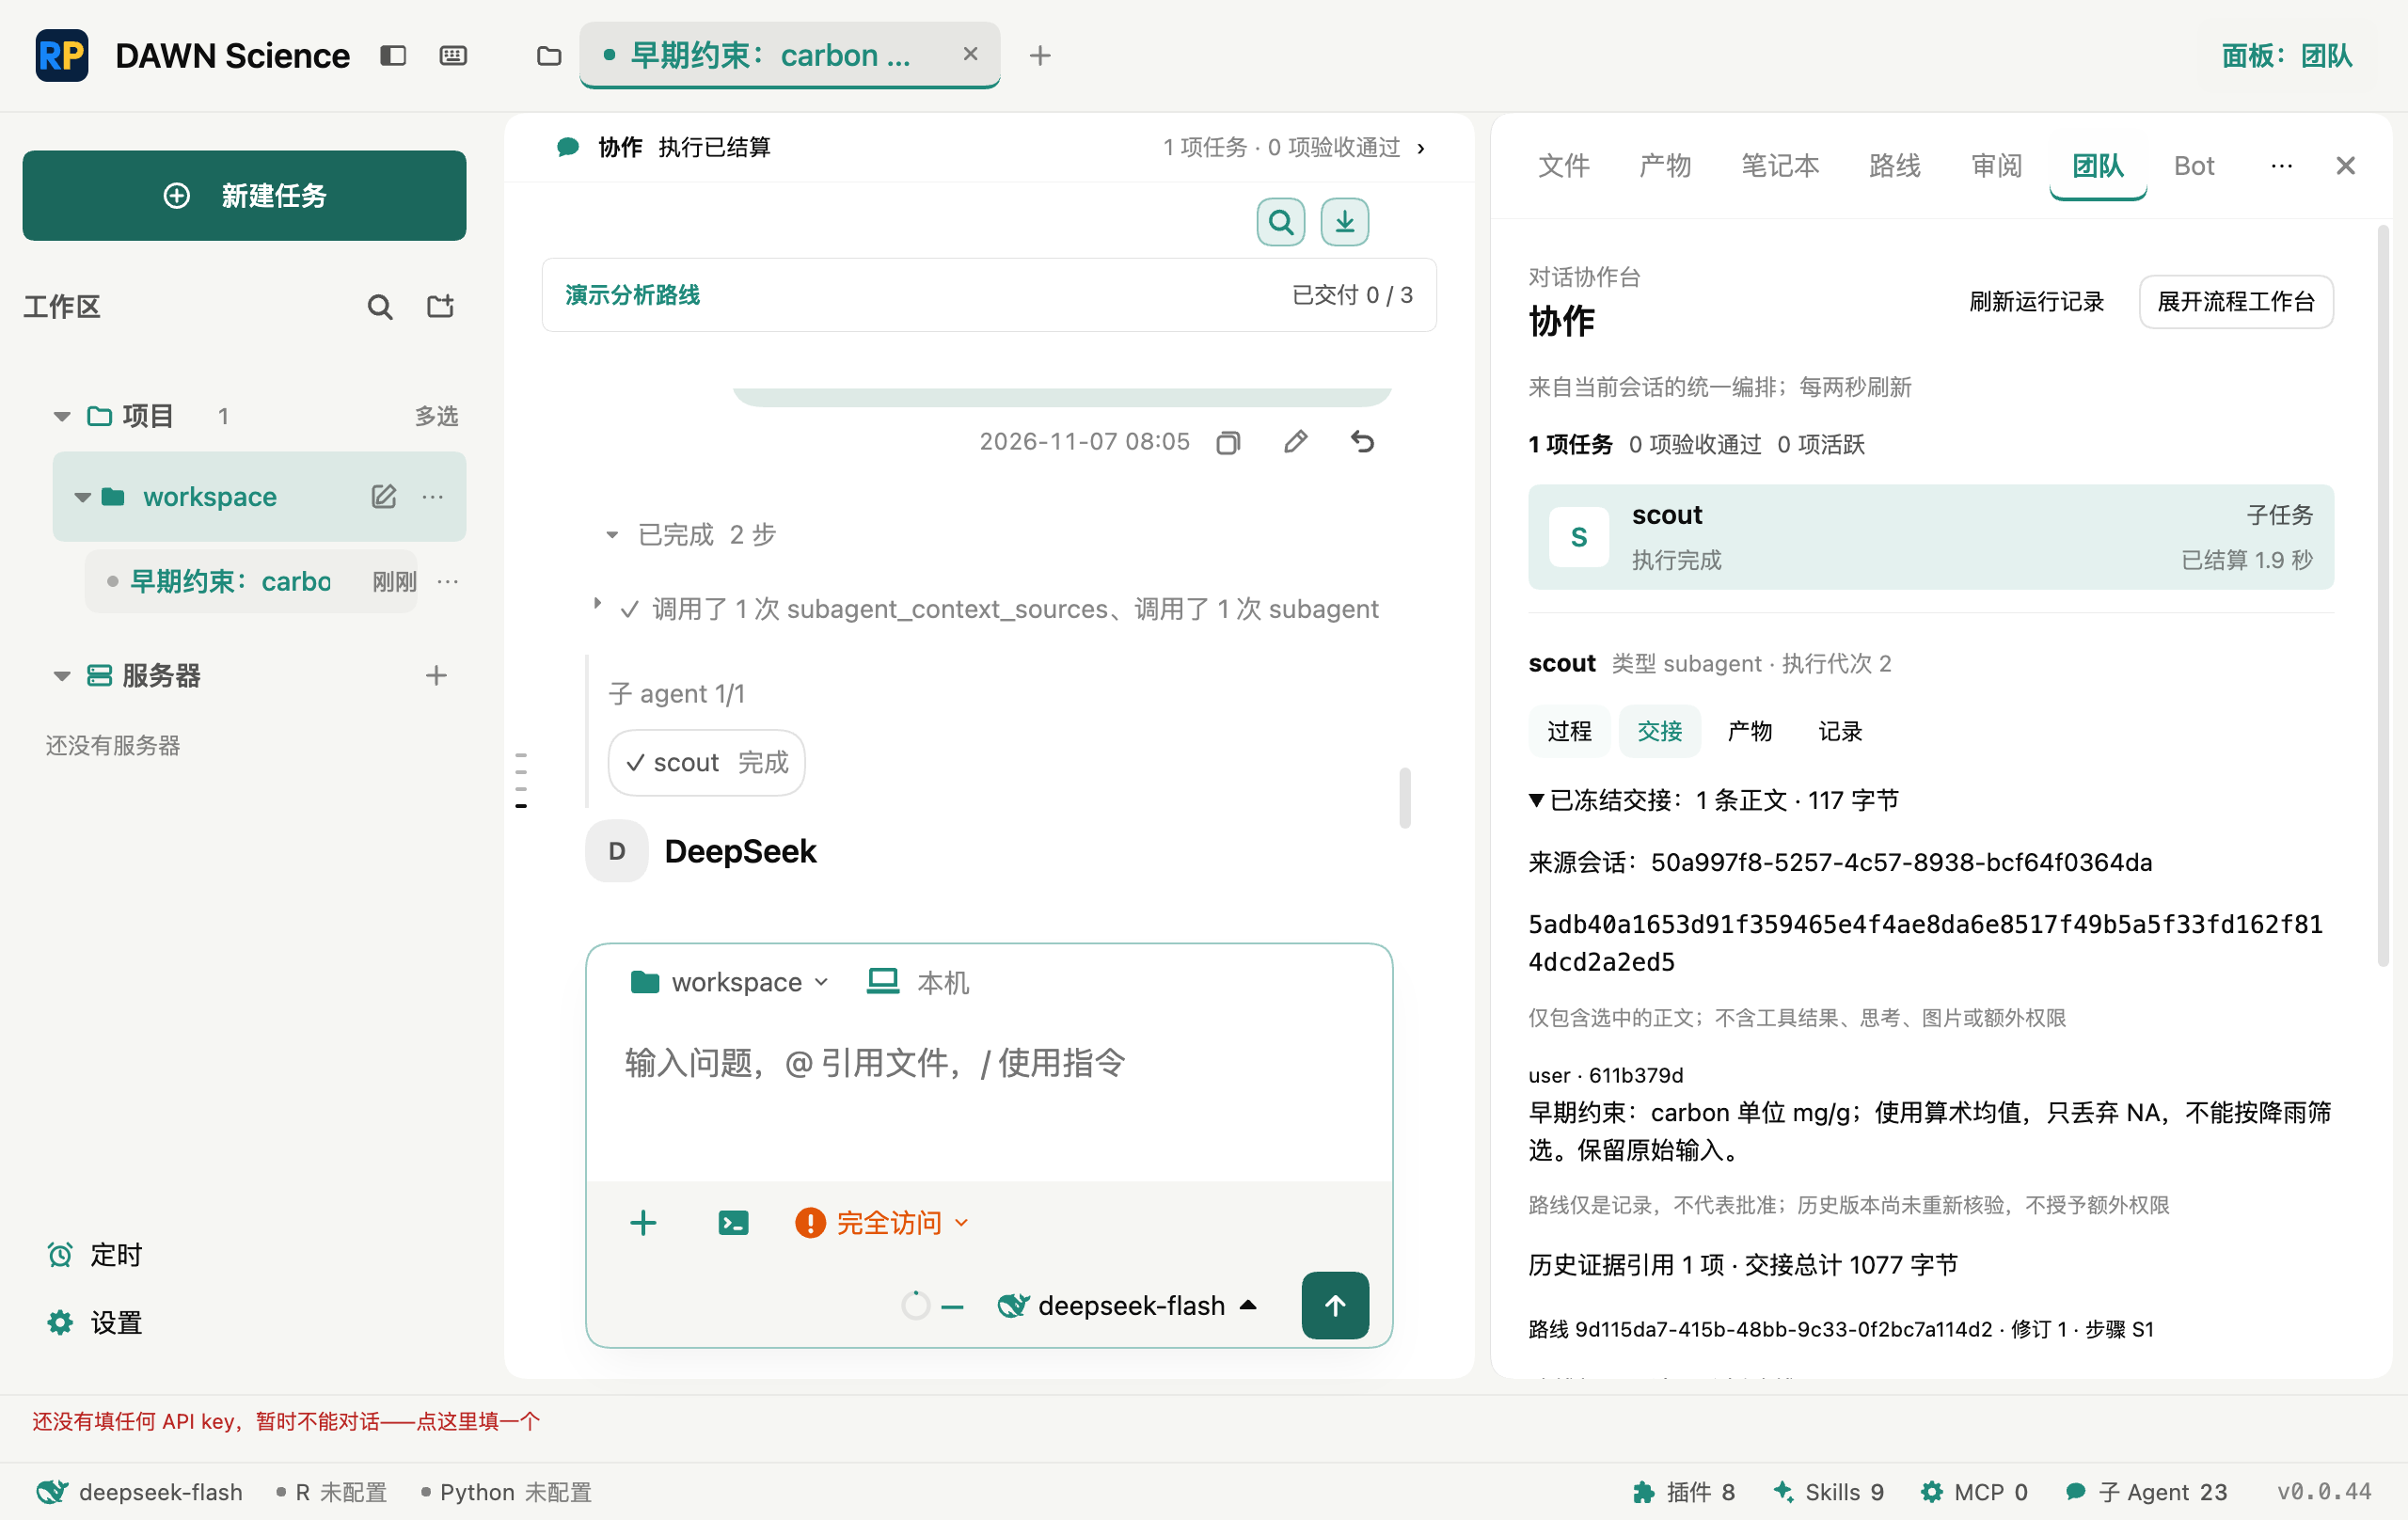 RP DAWN Science
早期约束：carbon ...
面板：团队
新建任务
工作区
项目 1 多选
workspace
早期约束：carbo 刚刚
服务器
还没有服务器
定时
设置
协作 执行已结算 1 项任务 · 0 项验收通过
演示分析路线 已交付 0 / 3
2026-11-07 08:05
已完成 2 步
调用了 1 次 subagent_context_sources、调用了 1 次 subagent
子 agent 1/1
scout 完成
D DeepSeek
workspace 本机
输入问题，@ 引用文件，/ 使用指令
完全访问
deepseek-flash
文件 产物 笔记本 路线 审阅 团队 Bot
对话协作台
协作
刷新运行记录 展开流程工作台
来自当前会话的统一编排；每两秒刷新
1 项任务 0 项验收通过 0 项活跃
S scout 子任务
执行完成 已结算 1.9 秒
scout 类型 subagent · 执行代次 2
过程 交接 产物 记录
已冻结交接：1 条正文 · 117 字节
来源会话：50a997f8-5257-4c57-8938-bcf64f0364da
5adb40a1653d91f359465e4f4ae8da6e8517f49b5a5f33fd162f81
4dcd2a2ed5
仅包含选中的正文；不含工具结果、思考、图片或额外权限
user · 611b379d
早期约束：carbon 单位 mg/g；使用算术均值，只丢弃 NA，不能按降雨筛
选。保留原始输入。
路线仅是记录，不代表批准；历史版本尚未重新核验，不授予额外权限
历史证据引用 1 项 · 交接总计 1077 字节
路线 9d115da7-415b-48bb-9c33-0f2bc7a114d2 · 修订 1 · 步骤 S1
还没有填任何 API key，暂时不能对话——点这里填一个
deepseek-flash R 未配置 Python 未配置
插件 8 Skills 9 MCP 0 子 Agent 23 v0.0.44